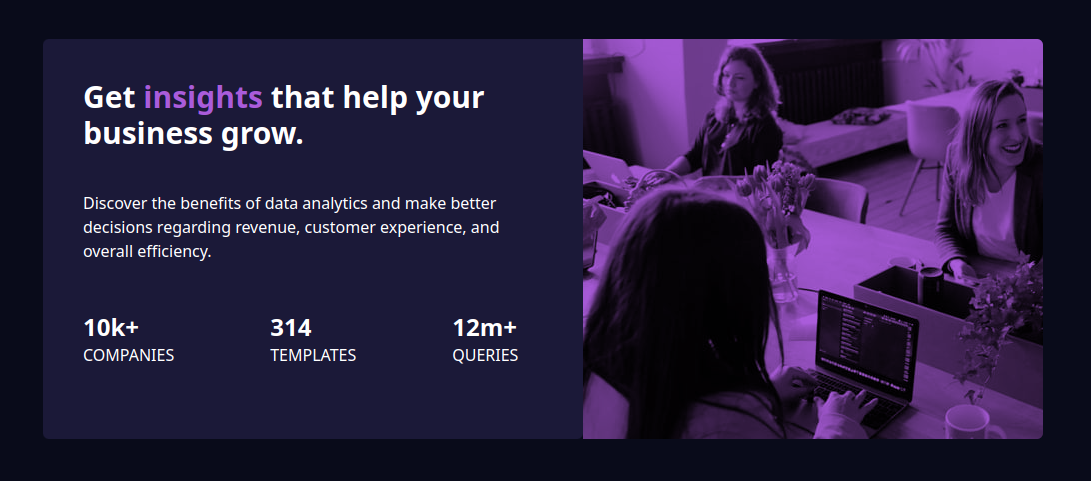 Get insights that help your
business grow.
Discover the benefits of data analytics and make better
decisions regarding revenue, customer experience, and
overall efficiency.
10k+ 314 12m+
COMPANIES TEMPLATES QUERIES